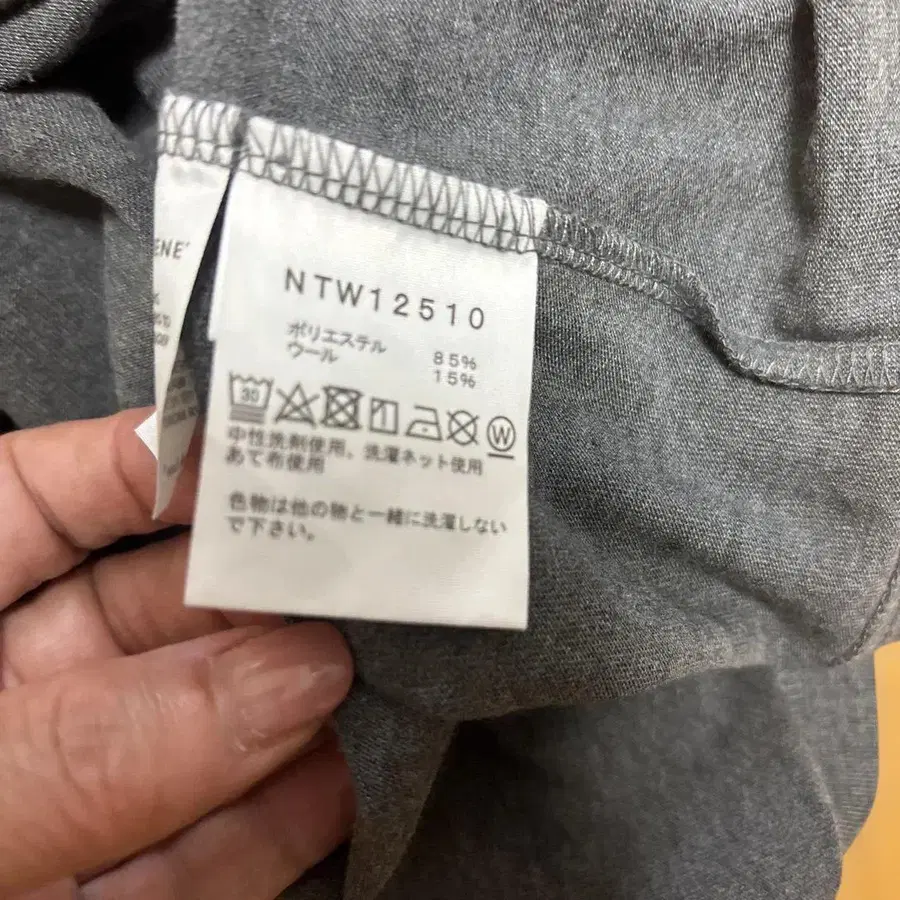 NTW12510
ポリエステル 85%
ウール 15%
30
W
中性洗剤使用、洗濯ネット使用
あて布使用
色物は他の物と一緒に洗濯しない
で下さい。